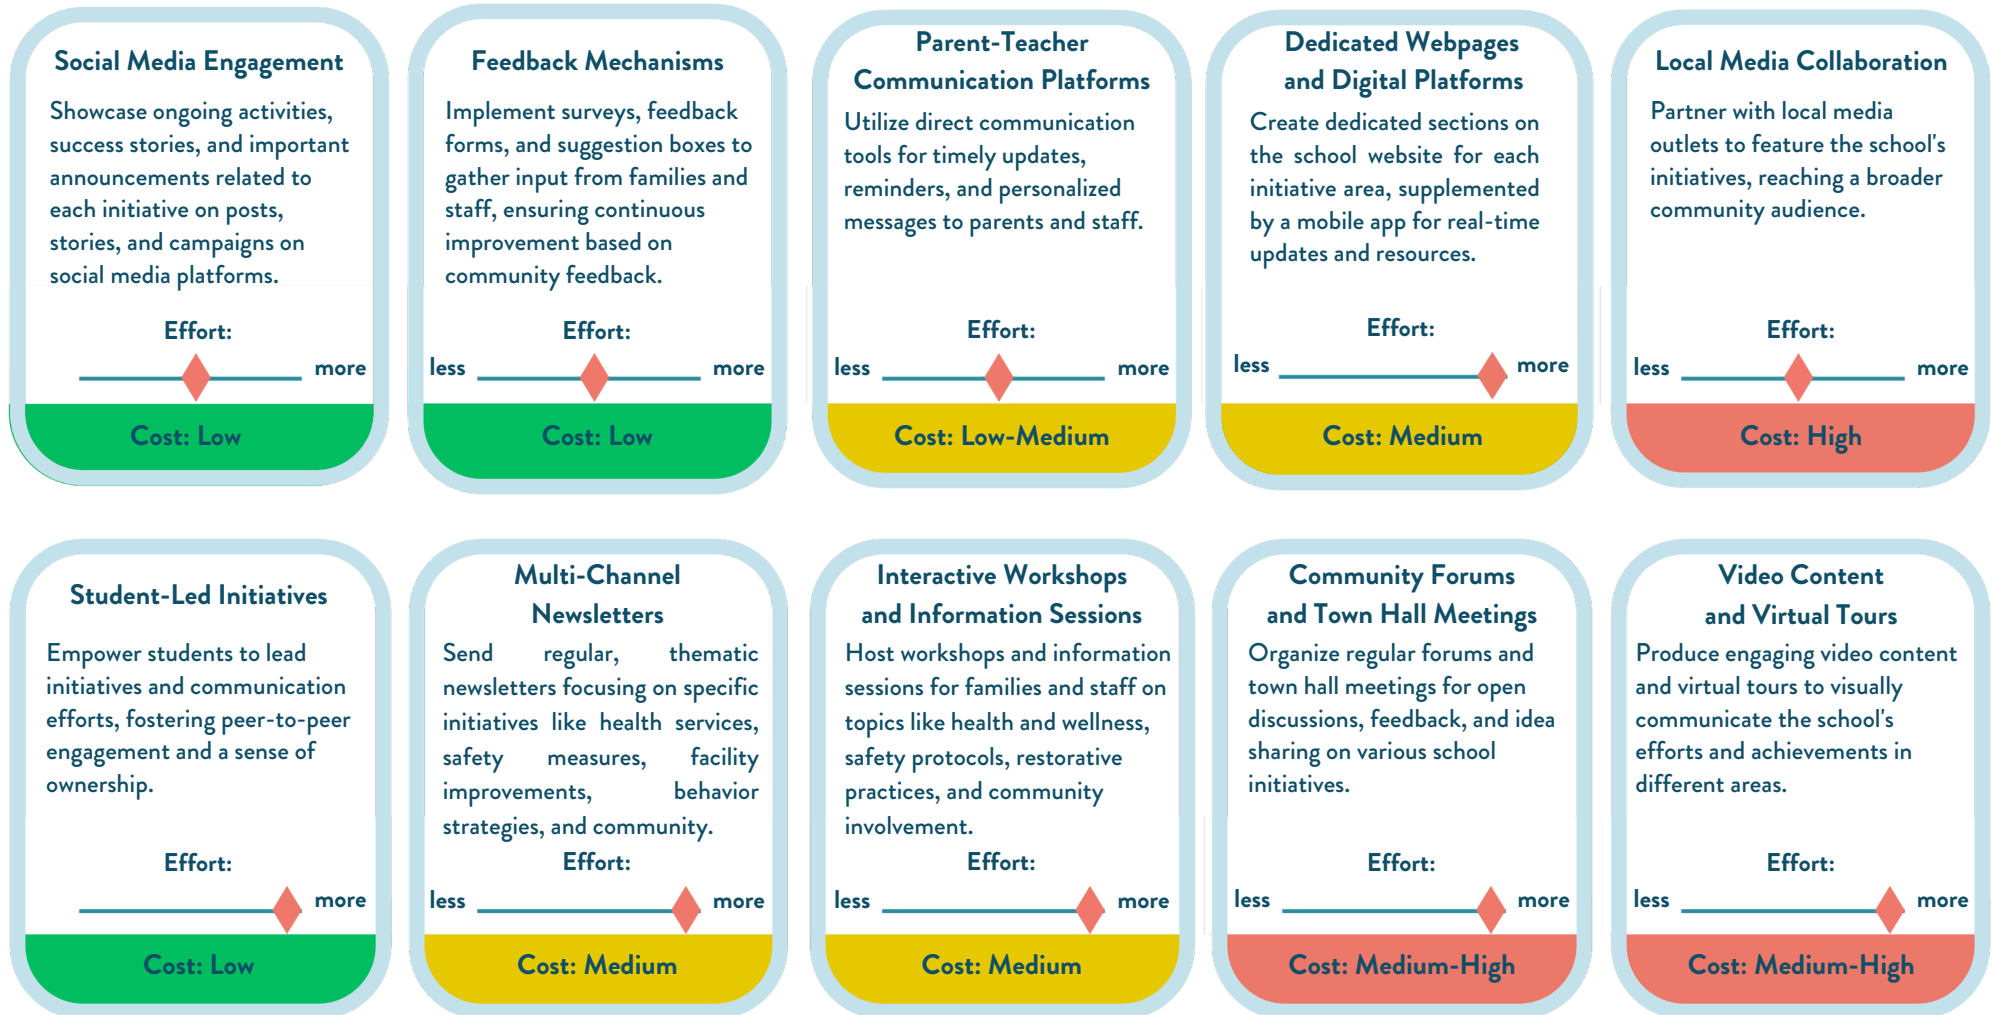 Social Media Engagement
Showcase ongoing activities,
success stories, and important
announcements related to
each initiative on posts,
stories, and campaigns on
social media platforms.
Effort:
more
Cost: Low
Feedback Mechanisms
Implement surveys, feedback
forms, and suggestion boxes to
gather input from families and
staff, ensuring continuous
improvement based on
community feedback.
Effort:
less more
Cost: Low
Parent-Teacher
Communication Platforms
Utilize direct communication
tools for timely updates,
reminders, and personalized
messages to parents and staff.
Effort:
less more
Cost: Low-Medium
Dedicated Webpages
and Digital Platforms
Create dedicated sections on
the school website for each
initiative area, supplemented
by a mobile app for real-time
updates and resources.
Effort:
less more
Cost: Medium
Local Media Collaboration
Partner with local media
outlets to feature the school's
initiatives, reaching a broader
community audience.
Effort:
less more
Cost: High
Student-Led Initiatives
Empower students to lead
initiatives and communication
efforts, fostering peer-to-peer
engagement and a sense of
ownership.
Effort:
more
Cost: Low
Multi-Channel
Newsletters
Send regular, thematic
newsletters focusing on specific
initiatives like health services,
safety measures, facility
improvements, behavior
strategies, and community.
Effort:
less more
Cost: Medium
Interactive Workshops
and Information Sessions
Host workshops and information
sessions for families and staff on
topics like health and wellness,
safety protocols, restorative
practices, and community
involvement.
Effort:
less more
Cost: Medium
Community Forums
and Town Hall Meetings
Organize regular forums and
town hall meetings for open
discussions, feedback, and idea
sharing on various school
initiatives.
Effort:
less more
Cost: Medium-High
Video Content
and Virtual Tours
Produce engaging video content
and virtual tours to visually
communicate the school's
efforts and achievements in
different areas.
Effort:
less more
Cost: Medium-High